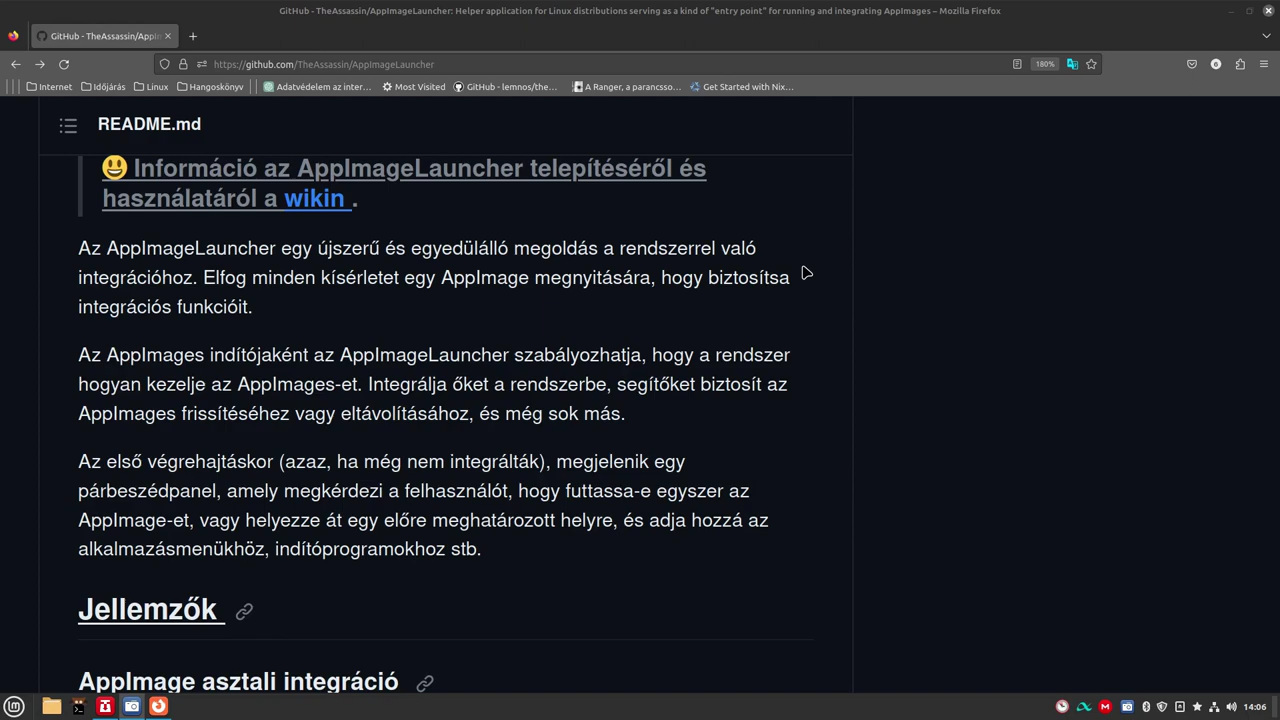 GitHub - TheAssassin/AppImageLauncher: Helper application for Linux distributions serving as a kind of "entry point" for running and integrating AppImages – Mozilla Firefox
GitHub - TheAssassin/AppIm
https://github.com/TheAssassin/AppImageLauncher
180%
Internet
Időjárás
Linux
Hangoskönyv
Adatvédelem az inter...
Most Visited
GitHub - lemnos/the...
A Ranger, a parancsso...
Get Started with Nix...
README.md
😃 Információ az AppImageLauncher telepítéséről és
használatáról a wikin .
Az AppImageLauncher egy újszerű és egyedülálló megoldás a rendszerrel való
integrációhoz. Elfog minden kísérletet egy AppImage megnyitására, hogy biztosítsa
integrációs funkcióit.
Az AppImages indítójaként az AppImageLauncher szabályozhatja, hogy a rendszer
hogyan kezelje az AppImages-et. Integrálja őket a rendszerbe, segítőket biztosít az
AppImages frissítéséhez vagy eltávolításához, és még sok más.
Az első végrehajtáskor (azaz, ha még nem integrálták), megjelenik egy
párbeszédpanel, amely megkérdezi a felhasználót, hogy futtassa-e egyszer az
AppImage-et, vagy helyezze át egy előre meghatározott helyre, és adja hozzá az
alkalmazásmenükhöz, indítóprogramokhoz stb.
Jellemzők
AppImage asztali integráció
14:06